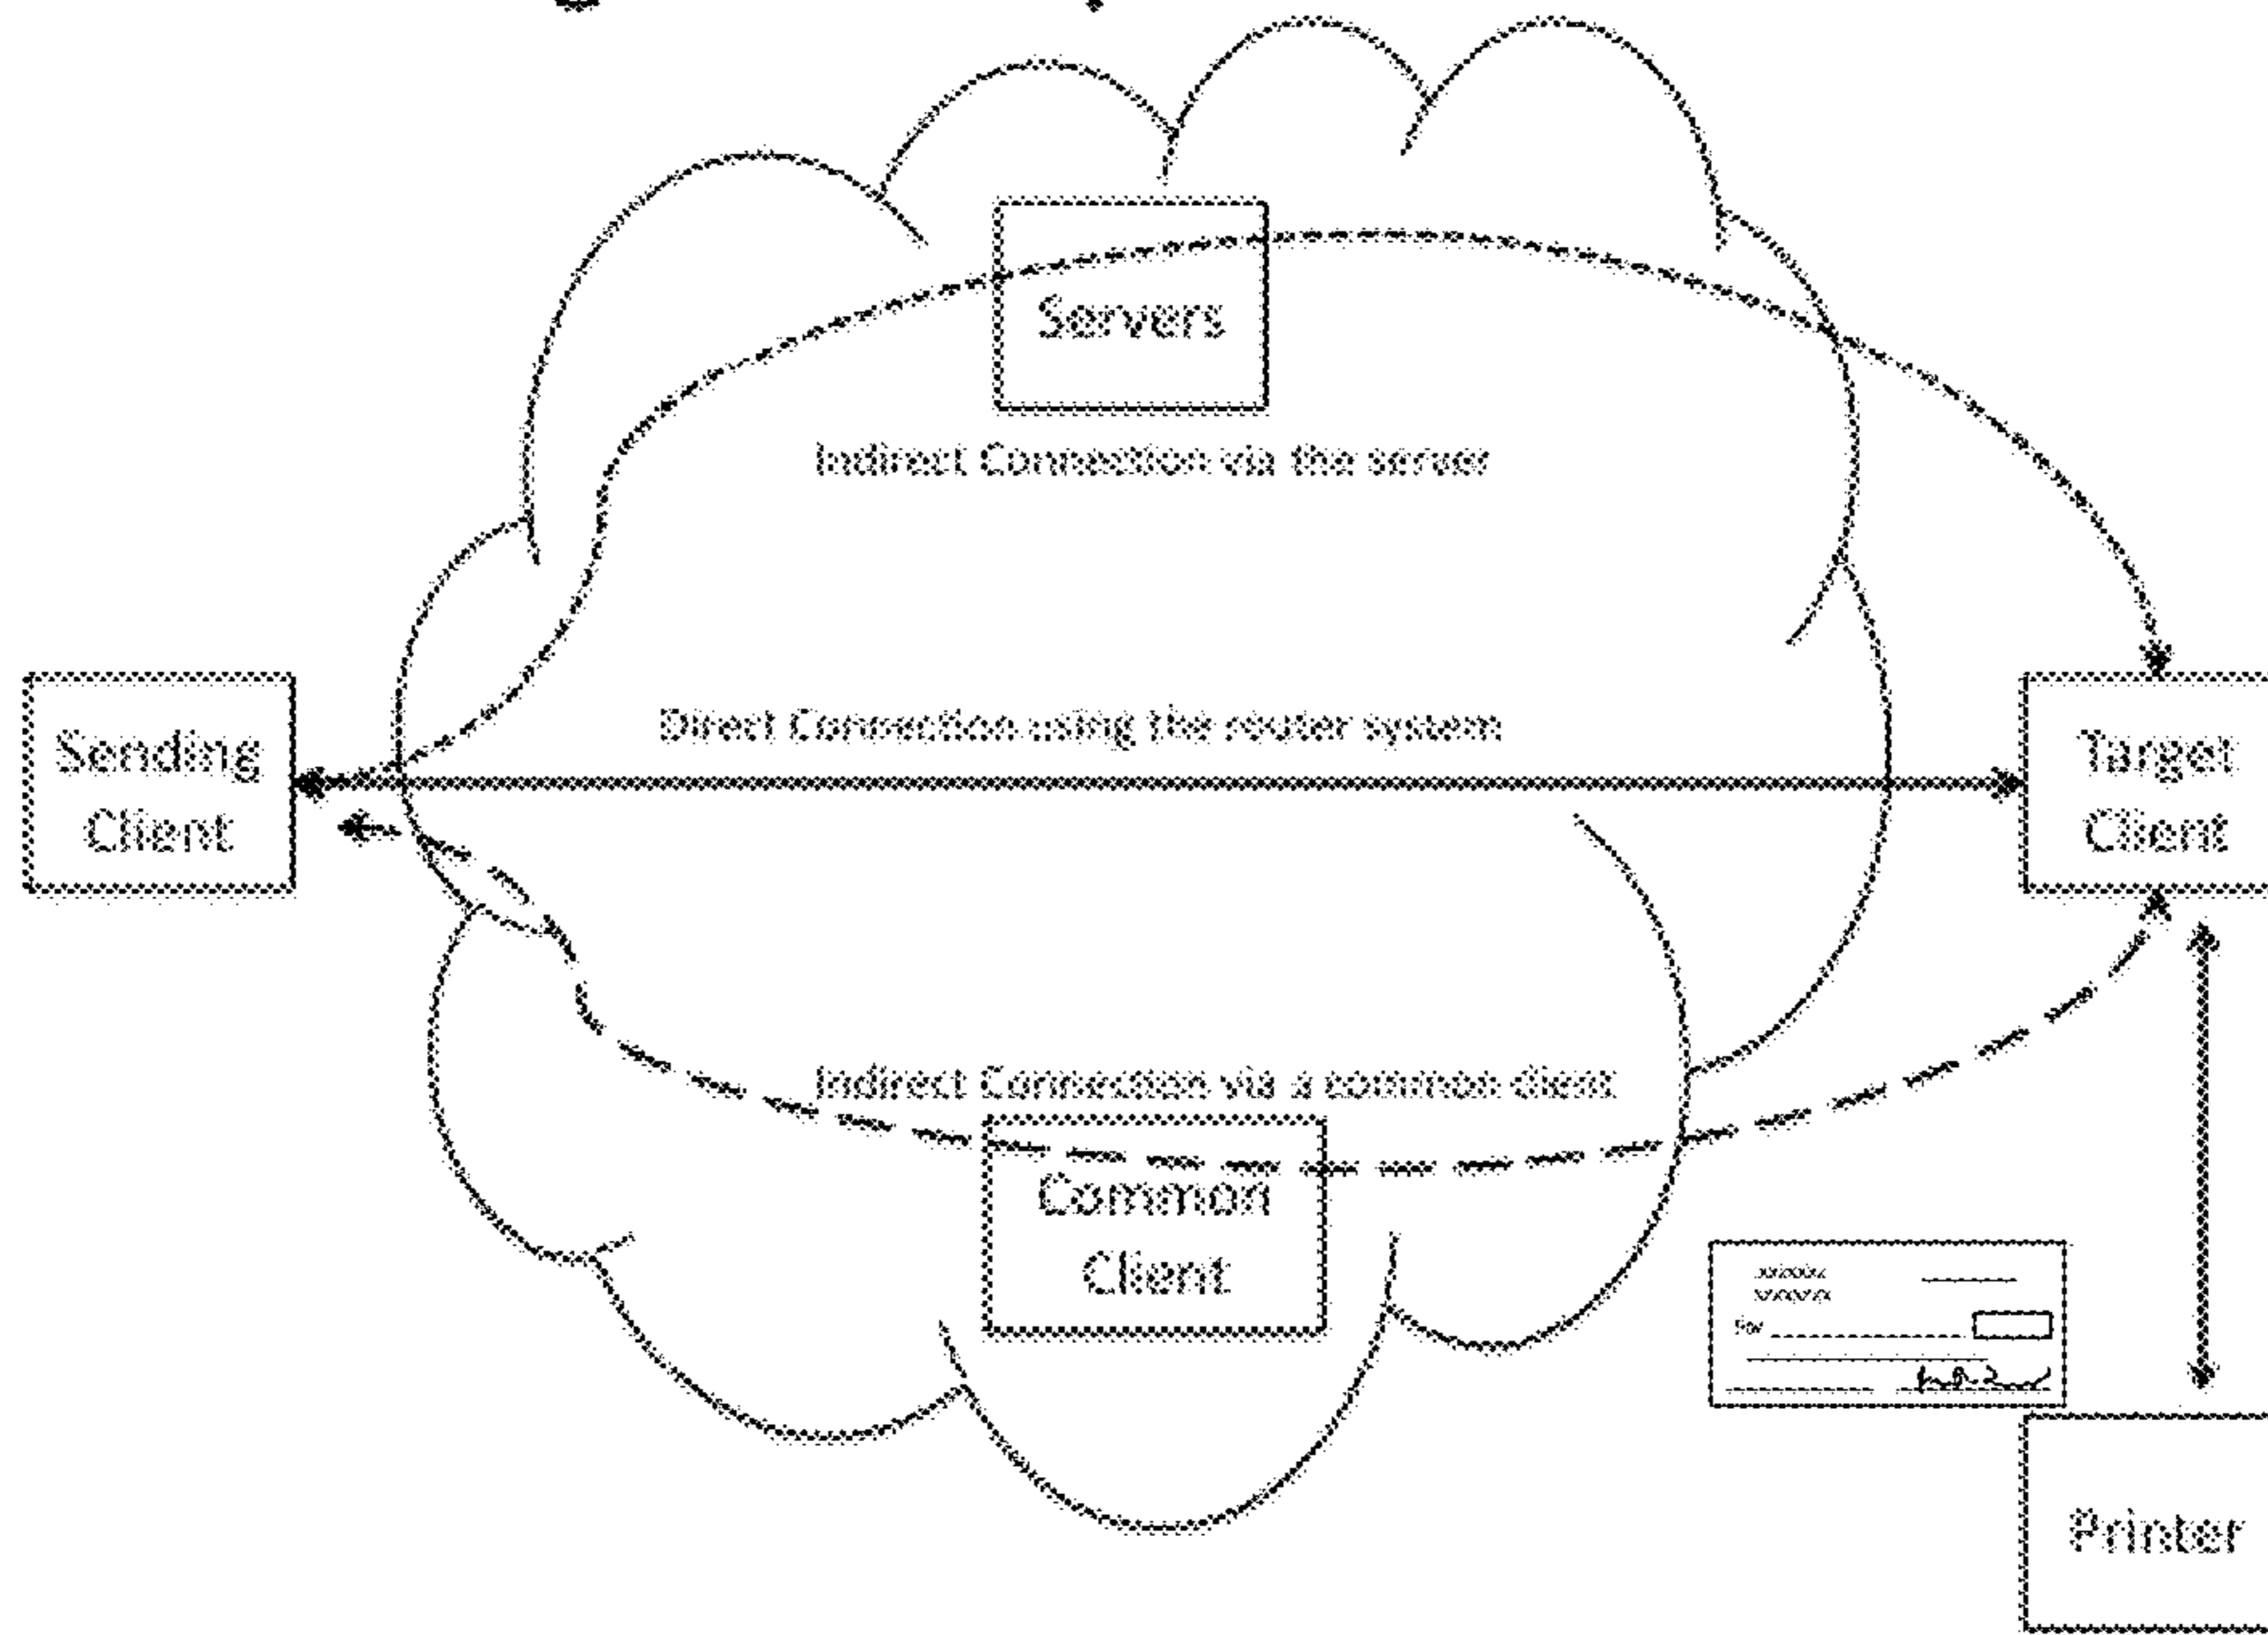 Servers
Indirect Connection via the server
Direct Connection using the router system
Sending
Client
Target
Client
Indirect Connection via a common client
Common
Client
For
Printer